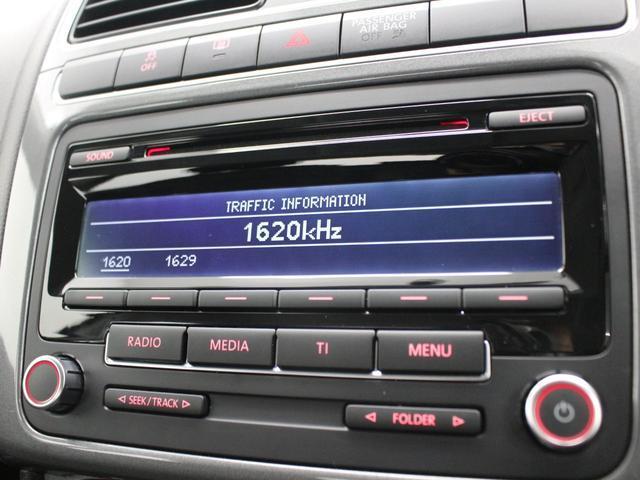 OFF
PASSENGER
AIR BAG
OFF
SOUND
EJECT
TRAFFIC INFORMATION
1620kHz
1620 1629
RADIO MEDIA TI MENU
SEEK/TRACK
FOLDER